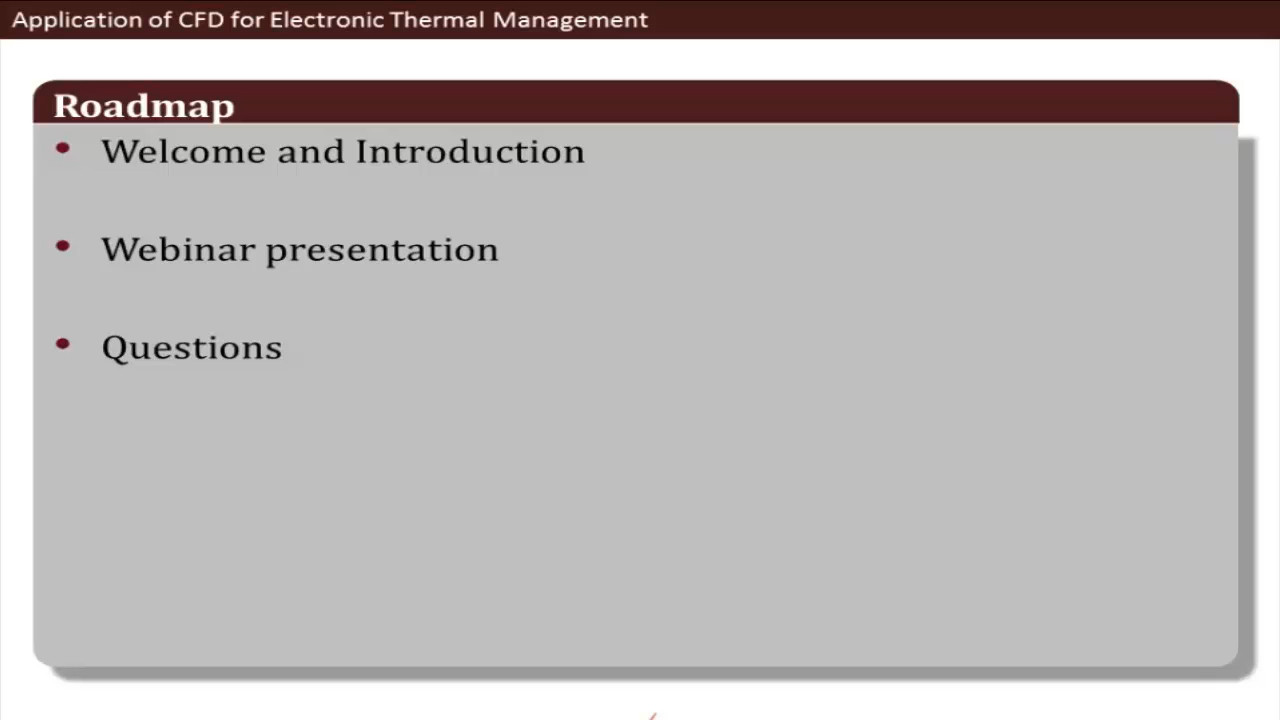 Application of CFD for Electronic Thermal Management
Roadmap
• Welcome and Introduction
• Webinar presentation
• Questions